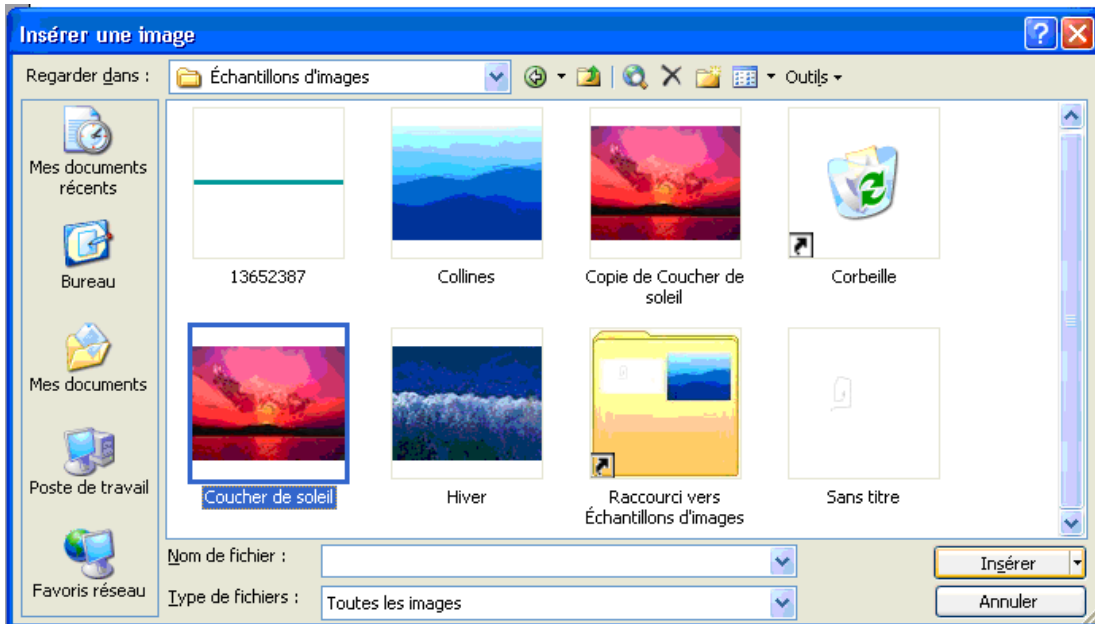 Insérer une image
Regarder dans :
Échantillons d'images
Outils
Mes documents
récents
Bureau
Mes documents
Poste de travail
Favoris réseau
13652387
Collines
Copie de Coucher de
soleil
Corbeille
Coucher de soleil
Hiver
Raccourci vers
Échantillons d'images
Sans titre
Nom de fichier :
Insérer
Type de fichiers :
Toutes les images
Annuler